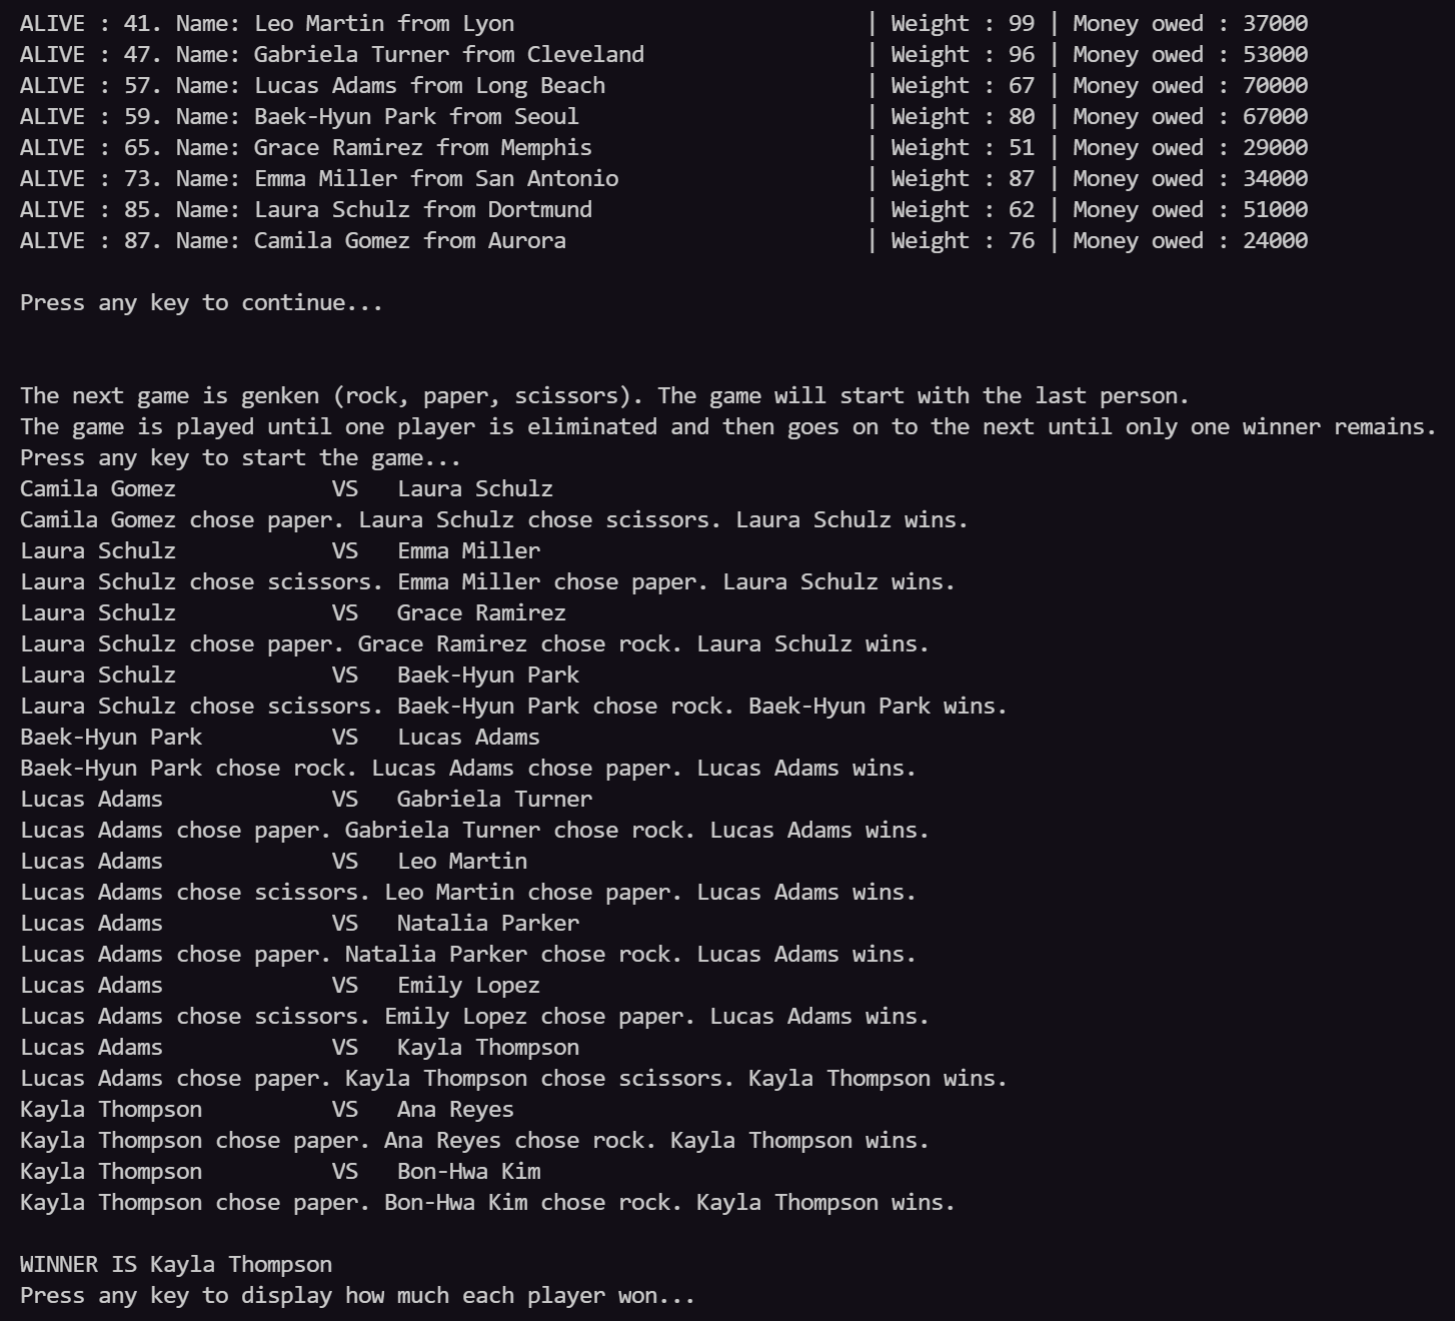 ALIVE : 41. Name: Leo Martin from Lyon | Weight : 99 | Money owed : 37000
ALIVE : 47. Name: Gabriela Turner from Cleveland | Weight : 96 | Money owed : 53000
ALIVE : 57. Name: Lucas Adams from Long Beach | Weight : 67 | Money owed : 70000
ALIVE : 59. Name: Baek-Hyun Park from Seoul | Weight : 80 | Money owed : 67000
ALIVE : 65. Name: Grace Ramirez from Memphis | Weight : 51 | Money owed : 29000
ALIVE : 73. Name: Emma Miller from San Antonio | Weight : 87 | Money owed : 34000
ALIVE : 85. Name: Laura Schulz from Dortmund | Weight : 62 | Money owed : 51000
ALIVE : 87. Name: Camila Gomez from Aurora | Weight : 76 | Money owed : 24000
Press any key to continue...
The next game is genken (rock, paper, scissors). The game will start with the last person.
The game is played until one player is eliminated and then goes on to the next until only one winner remains.
Press any key to start the game...
Camila Gomez VS Laura Schulz
Camila Gomez chose paper. Laura Schulz chose scissors. Laura Schulz wins.
Laura Schulz VS Emma Miller
Laura Schulz chose scissors. Emma Miller chose paper. Laura Schulz wins.
Laura Schulz VS Grace Ramirez
Laura Schulz chose paper. Grace Ramirez chose rock. Laura Schulz wins.
Laura Schulz VS Baek-Hyun Park
Laura Schulz chose scissors. Baek-Hyun Park chose rock. Baek-Hyun Park wins.
Baek-Hyun Park VS Lucas Adams
Baek-Hyun Park chose rock. Lucas Adams chose paper. Lucas Adams wins.
Lucas Adams VS Gabriela Turner
Lucas Adams chose paper. Gabriela Turner chose rock. Lucas Adams wins.
Lucas Adams VS Leo Martin
Lucas Adams chose scissors. Leo Martin chose paper. Lucas Adams wins.
Lucas Adams VS Natalia Parker
Lucas Adams chose paper. Natalia Parker chose rock. Lucas Adams wins.
Lucas Adams VS Emily Lopez
Lucas Adams chose scissors. Emily Lopez chose paper. Lucas Adams wins.
Lucas Adams VS Kayla Thompson
Lucas Adams chose paper. Kayla Thompson chose scissors. Kayla Thompson wins.
Kayla Thompson VS Ana Reyes
Kayla Thompson chose paper. Ana Reyes chose rock. Kayla Thompson wins.
Kayla Thompson VS Bon-Hwa Kim
Kayla Thompson chose paper. Bon-Hwa Kim chose rock. Kayla Thompson wins.
WINNER IS Kayla Thompson
Press any key to display how much each player won...